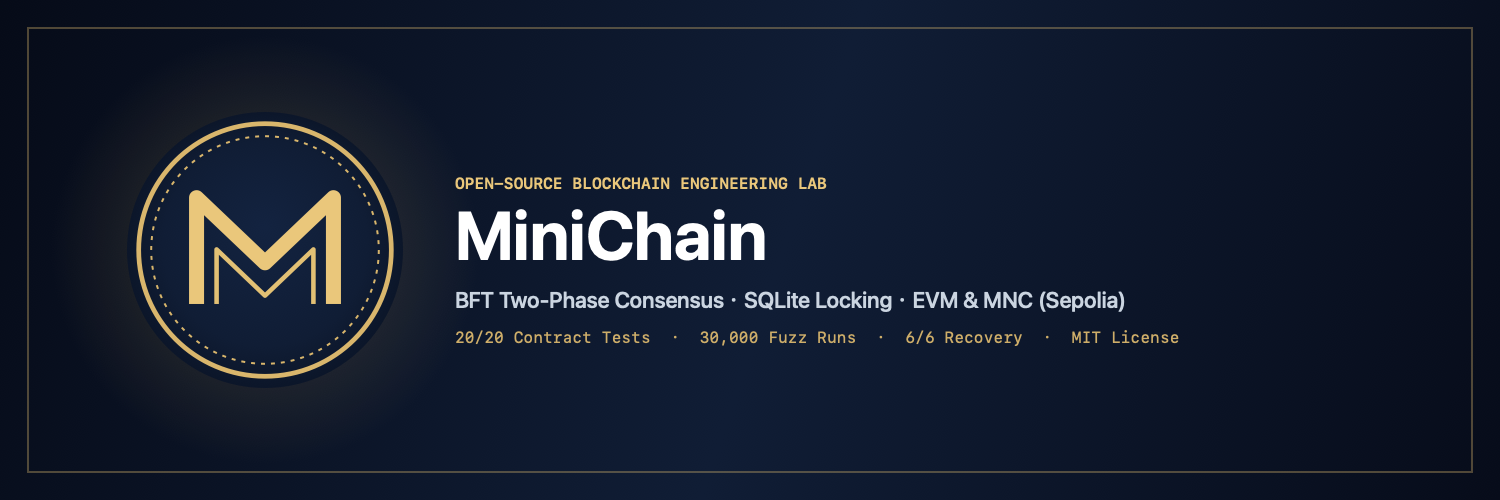 OPEN–SOURCE BLOCKCHAIN ENGINEERING LAB
MiniChain
BFT Two-Phase Consensus · SQLite Locking · EVM & MNC (Sepolia)
20/20 Contract Tests · 30,000 Fuzz Runs · 6/6 Recovery · MIT License